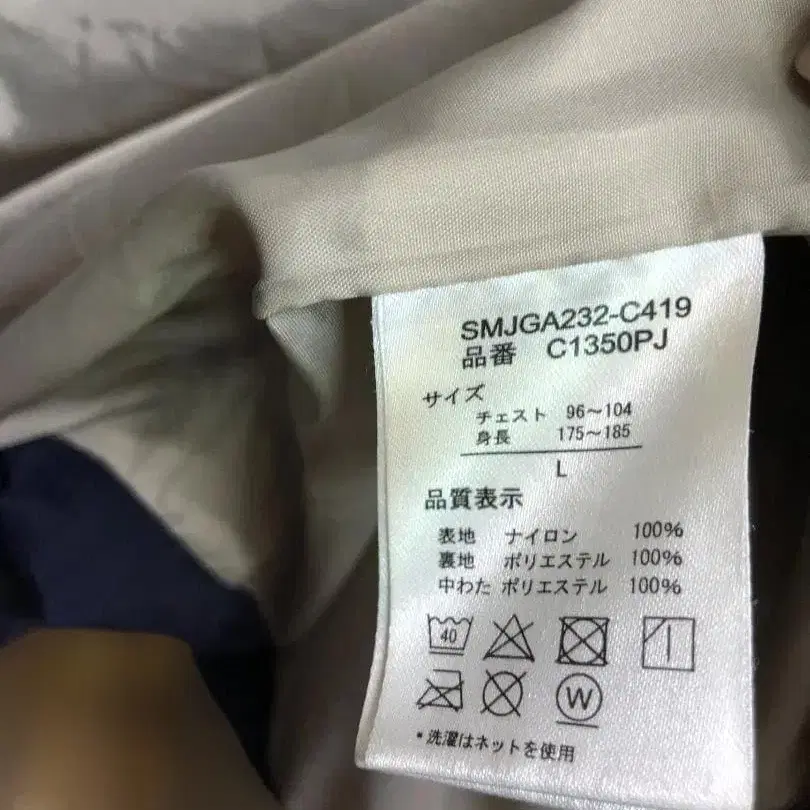 SMJGA232-C419
品番 C1350PJ
サイズ
チェスト 96～104
身長 175～185
L
品質表示
表地 ナイロン 100%
裏地 ポリエステル 100%
中わた ポリエステル 100%
40
W
*洗濯はネットを使用